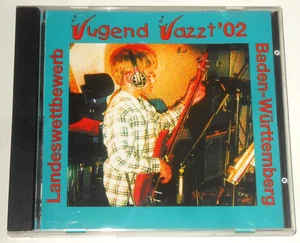 Jugend Jazzt '02
Landeswettbewerb
Baden-Württemberg